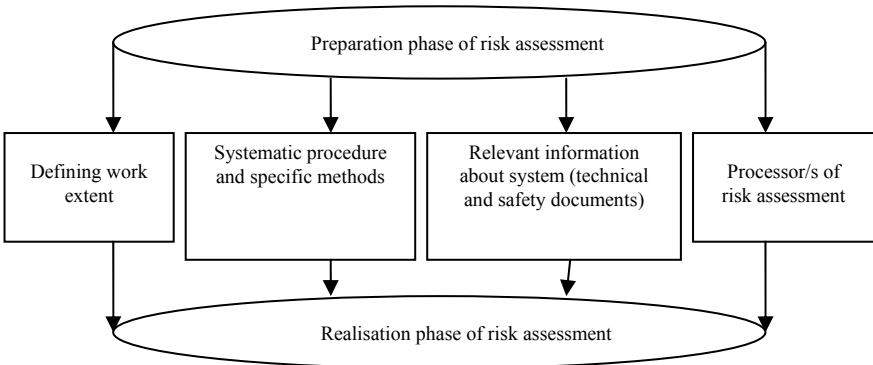 Preparation phase of risk assessment
Defining work
extent
Systematic procedure
and specific methods
Relevant information
about system (technical
and safety documents)
Processor/s of
risk assessment
Realisation phase of risk assessment